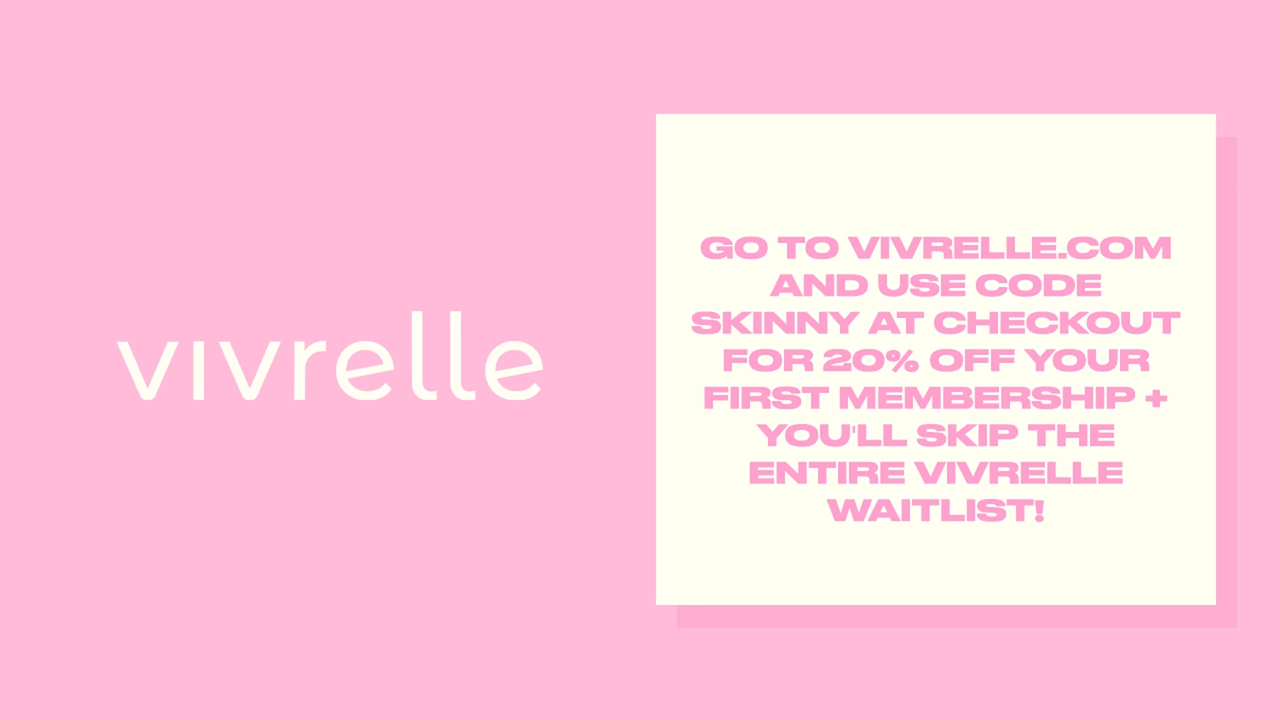 vivrelle
GO TO VIVRELLE.COM
AND USE CODE
SKINNY AT CHECKOUT
FOR 20% OFF YOUR
FIRST MEMBERSHIP +
YOU'LL SKIP THE
ENTIRE VIVRELLE
WAITLIST!